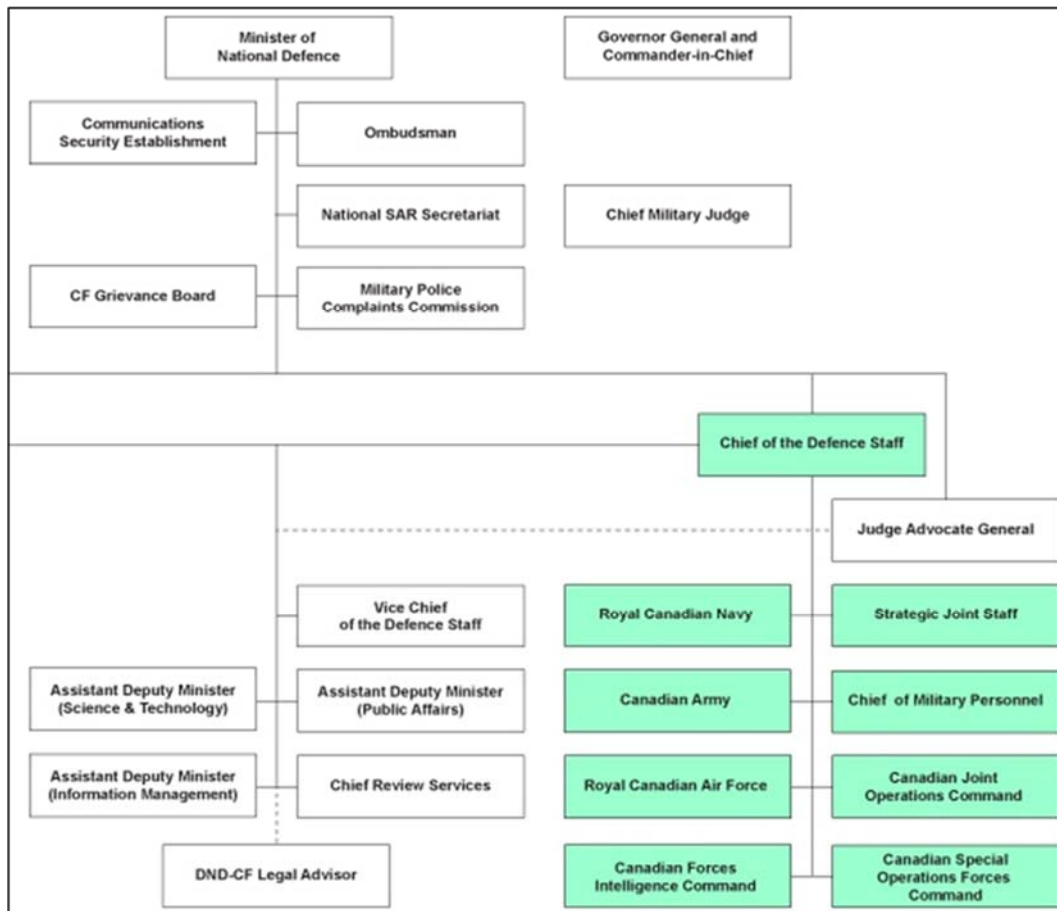 Minister of
National Defence
Governor General and
Commander-in-Chief
Communications
Security Establishment
Ombudsman
National SAR Secretariat
Chief Military Judge
CF Grievance Board
Military Police
Complaints Commission
Chief of the Defence Staff
Judge Advocate General
Vice Chief
of the Defence Staff
Royal Canadian Navy
Strategic Joint Staff
Assistant Deputy Minister
(Science & Technology)
Assistant Deputy Minister
(Public Affairs)
Canadian Army
Chief of Military Personnel
Assistant Deputy Minister
(Information Management)
Chief Review Services
Royal Canadian Air Force
Canadian Joint
Operations Command
DND-CF Legal Advisor
Canadian Forces
Intelligence Command
Canadian Special
Operations Forces
Command